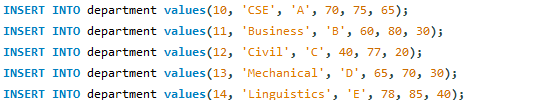 INSERT INTO department values(10, 'CSE', 'A', 70, 75, 65);
INSERT INTO department values(11, 'Business', 'B', 60, 80, 30);
INSERT INTO department values(12, 'Civil', 'C', 40, 77, 20);
INSERT INTO department values(13, 'Mechanical', 'D', 65, 70, 30);
INSERT INTO department values(14, 'Linguistics', 'E', 78, 85, 40);